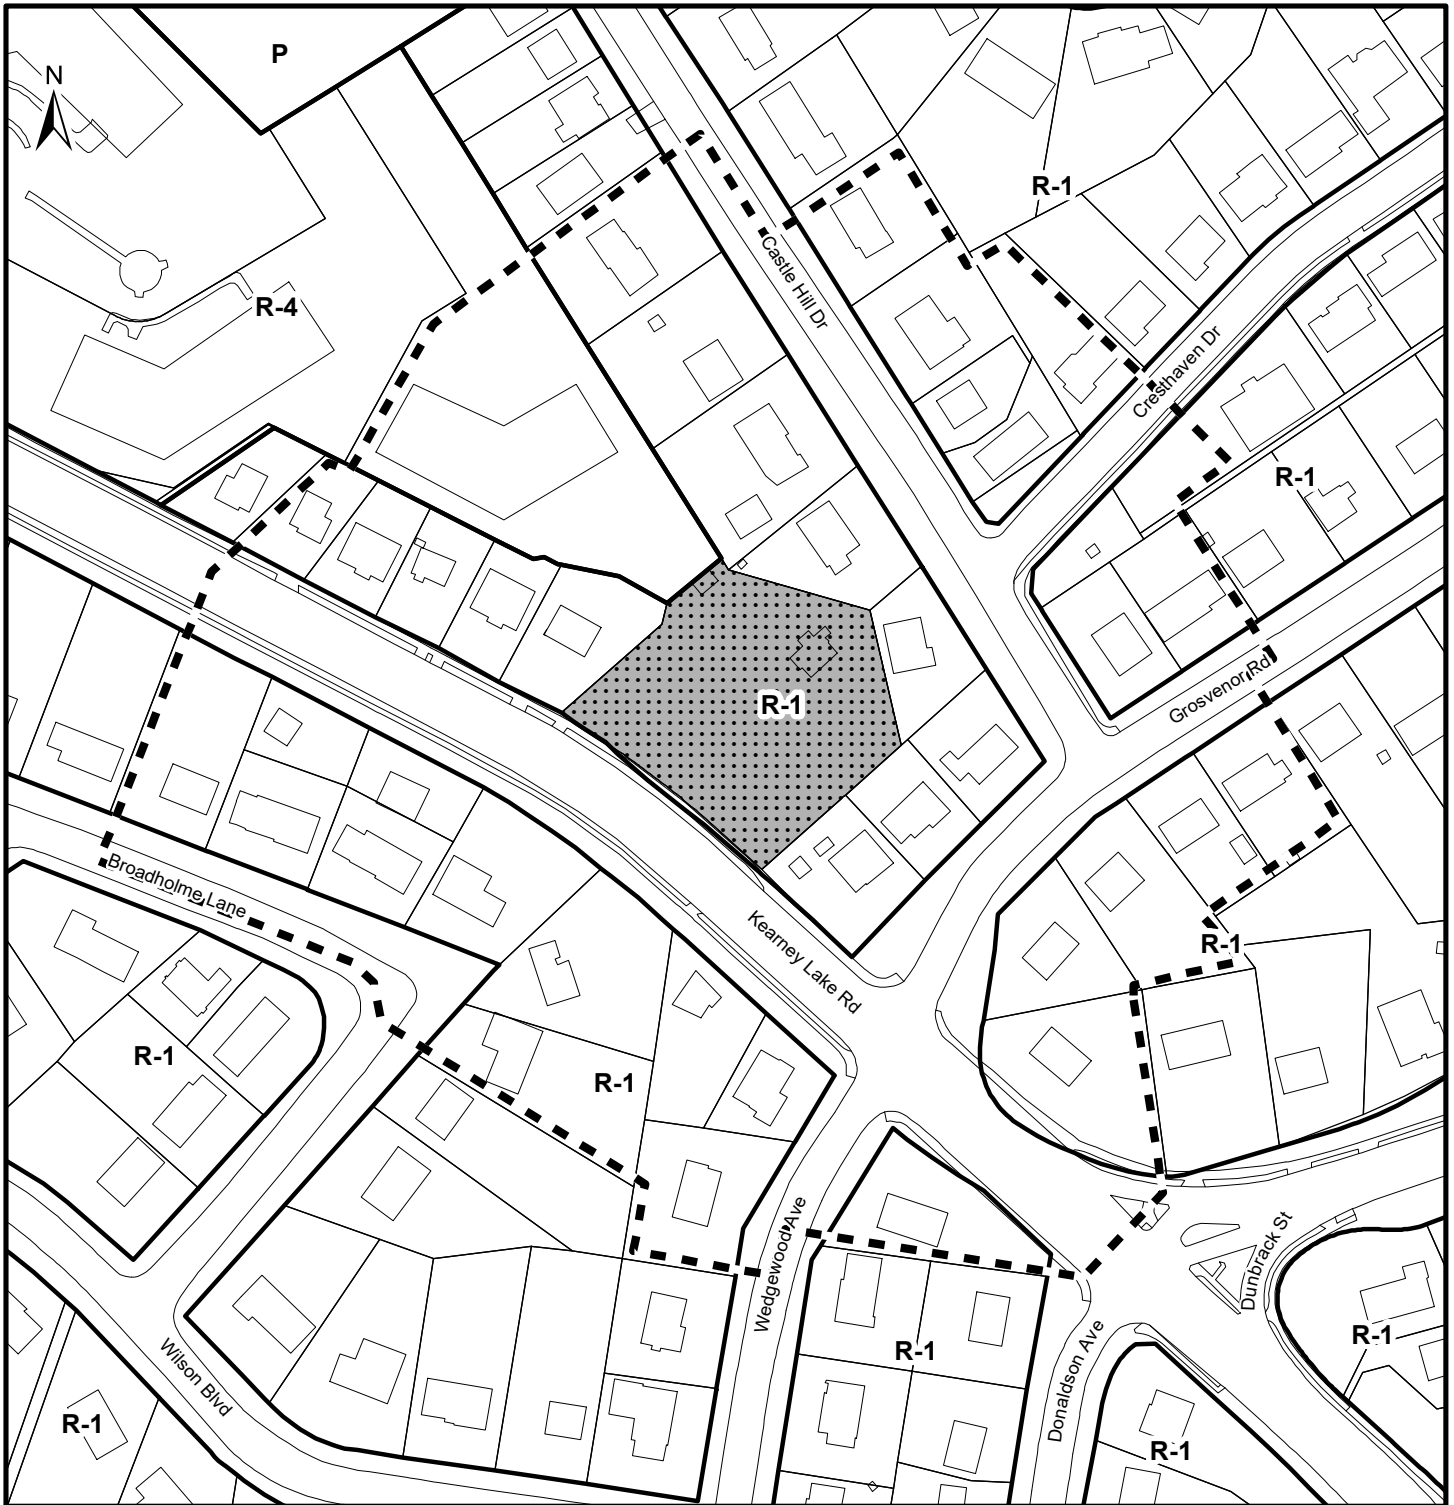 P
N
R-1
Castle Hill Dr
R-4
Cresthaven Dr
R-1
Grosvenor Rd
R-1
Broadholme Lane
R-1
Kearney Lake Rd
R-1
R-1
Wedgewood Ave
Dunbrack St
R-1
R-1
Donaldson Ave
Wilson Blvd
R-1
R-1